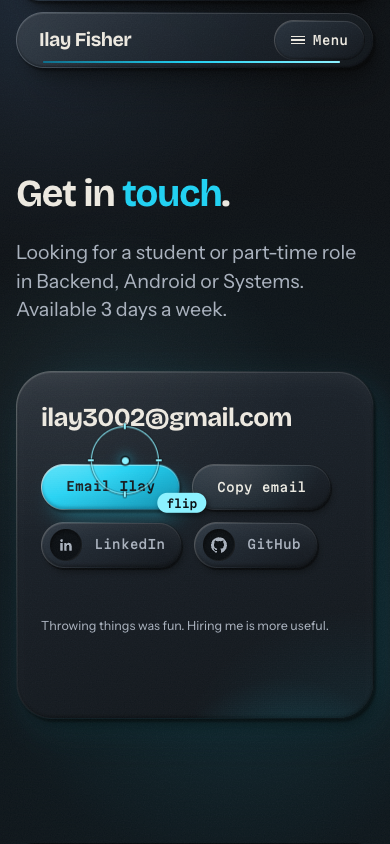 Ilay Fisher
Menu
Get in touch.
Looking for a student or part-time role
in Backend, Android or Systems.
Available 3 days a week.
ilay3002@gmail.com
Email Ilay
Copy email
flip
in LinkedIn
GitHub
Throwing things was fun. Hiring me is more useful.